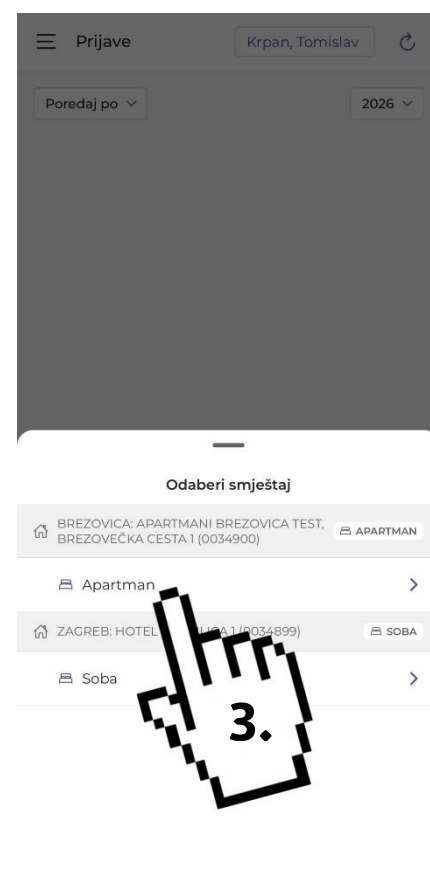 Prijave
Krpan, Tomislav
Poredaj po
2026
Odaberi smještaj
BREZOVICA: APARTMANI BREZOVICA TEST,
BREZOVEČKA CESTA 1 (0034900)
APARTMAN
Apartman
ZAGREB: HOTEL 1 (0034899)
SOBA
Soba
3.